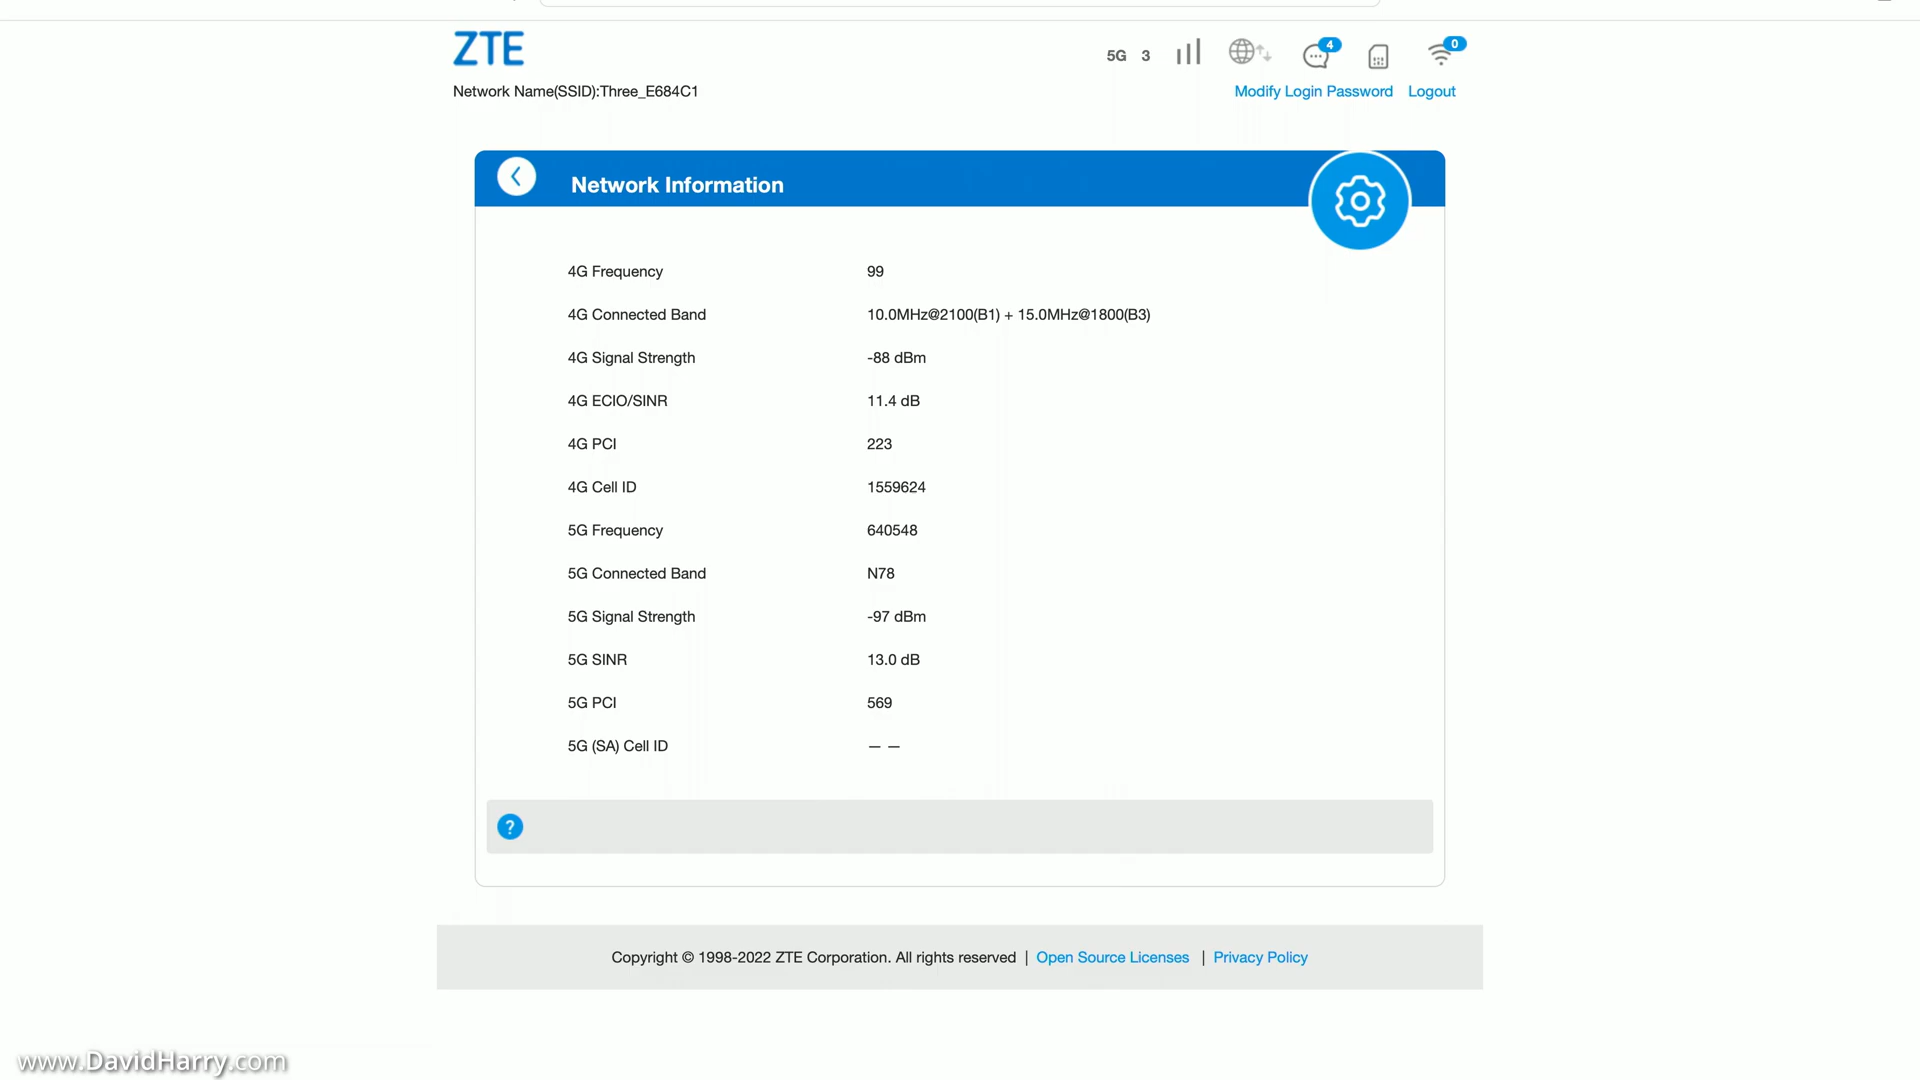 ZTE
5G 3
4
0
Network Name(SSID):Three_E684C1
Modify Login Password Logout
Network Information
4G Frequency 99
4G Connected Band 10.0MHz@2100(B1) + 15.0MHz@1800(B3)
4G Signal Strength -88 dBm
4G ECIO/SINR 11.4 dB
4G PCI 223
4G Cell ID 1559624
5G Frequency 640548
5G Connected Band N78
5G Signal Strength -97 dBm
5G SINR 13.0 dB
5G PCI 569
5G (SA) Cell ID — —
?
Copyright © 1998-2022 ZTE Corporation. All rights reserved | Open Source Licenses | Privacy Policy
www.DavidHarry.com